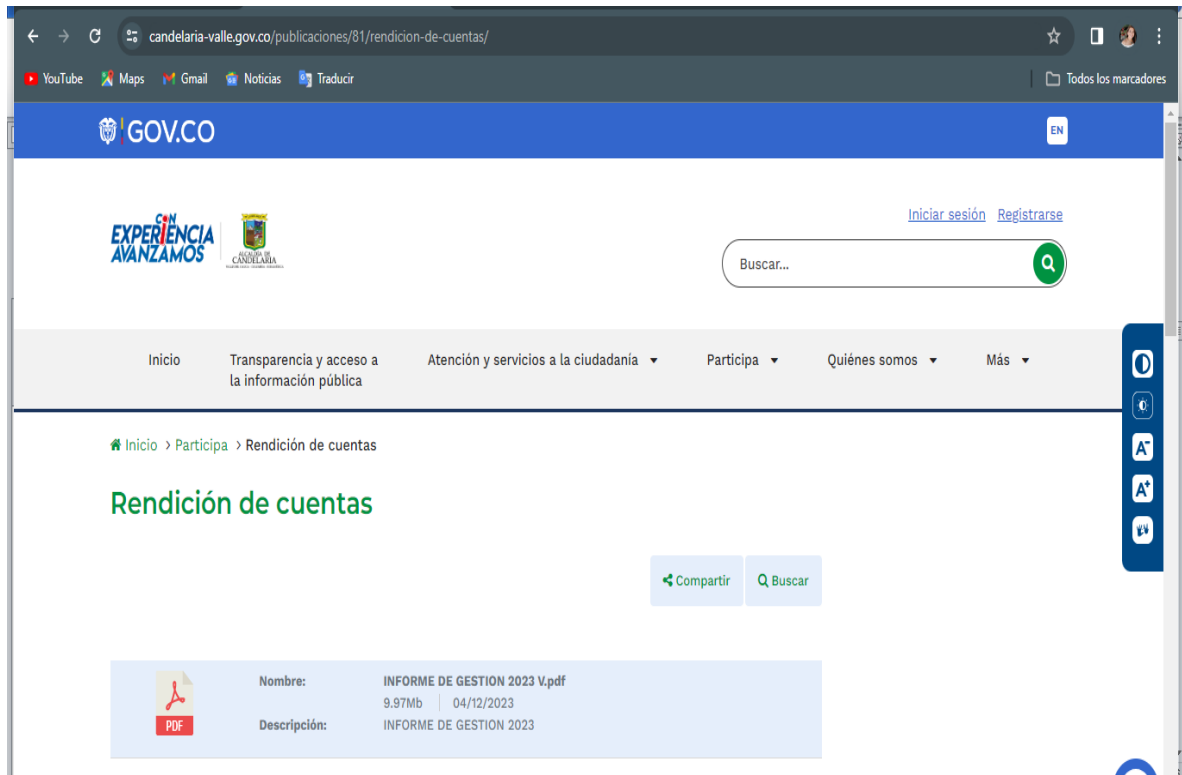 candelaria-valle.gov.co/publicaciones/81/rendicion-de-cuentas/
YouTube Maps Gmail Noticias Traducir Todos los marcadores
GOV.CO EN
CON
EXPERIENCIA
AVANZAMOS
ALCALDÍA DE
CANDELARIA
Iniciar sesión Registrarse
Buscar...
Inicio Transparencia y acceso a Atención y servicios a la ciudadanía Participa Quiénes somos Más
la información pública
Inicio > Participa > Rendición de cuentas
A-
Rendición de cuentas
A+
Compartir Buscar
Nombre: INFORME DE GESTION 2023 V.pdf
9.97Mb 04/12/2023
PDF
Descripción: INFORME DE GESTION 2023